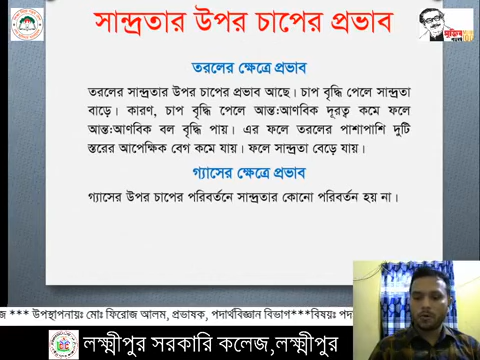 সান্দ্রতার উপর চাপের প্রভাব
তরলের ক্ষেত্রে প্রভাব
তরলের সান্দ্রতার উপর চাপের প্রভাব আছে। চাপ বৃদ্ধি পেলে সান্দ্রতা
বাড়ে। কারণ, চাপ বৃদ্ধি পেলে আন্ত:আণবিক দূরত্ব কমে ফলে
আন্ত:আণবিক বল বৃদ্ধি পায়। এর ফলে তরলের পাশাপাশি দুটি
স্তরের আপেক্ষিক বেগ কমে যায়। ফলে সান্দ্রতা বেড়ে যায়।
গ্যাসের ক্ষেত্রে প্রভাব
গ্যাসের উপর চাপের পরিবর্তনে সান্দ্রতার কোনো পরিবর্তন হয় না।
*** উপস্থাপনায়ঃ মোঃ ফিরোজ আলম, প্রভাষক, পদার্থবিজ্ঞান বিভাগ***বিষয়ঃ পদ
লক্ষ্মীপুর সরকারি কলেজ,লক্ষ্মীপুর